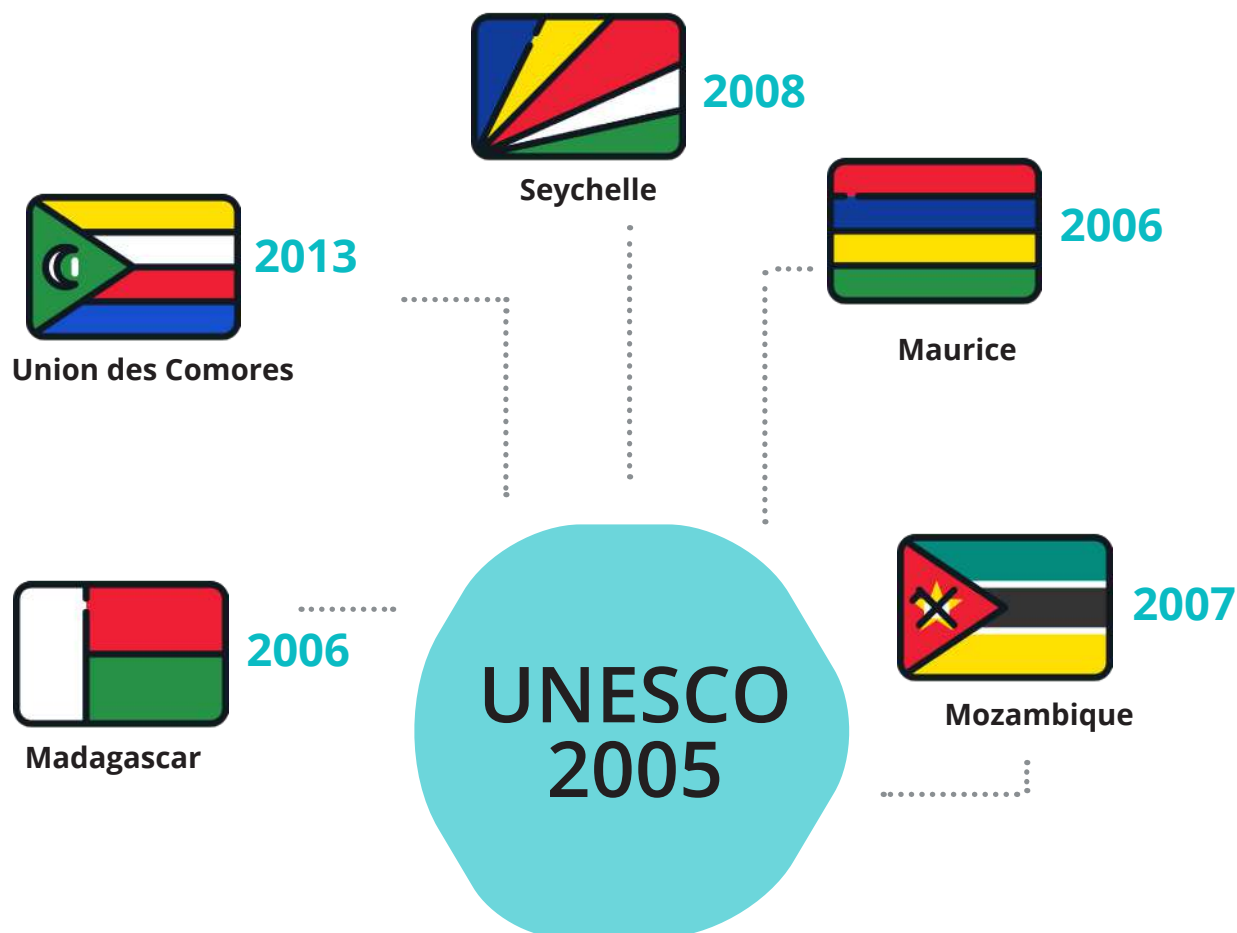 2008
Seychelle
2013
Union des Comores
2006
Maurice
2006
Madagascar
UNESCO
2005
2007
Mozambique